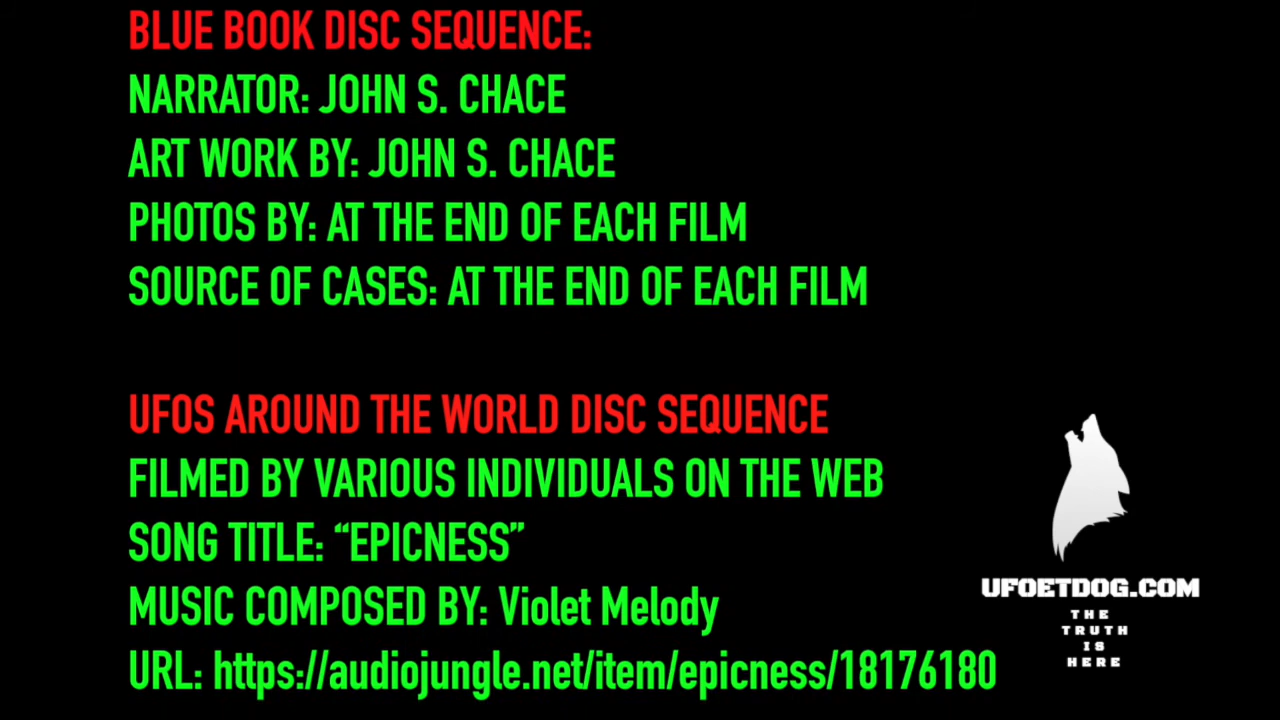 BLUE BOOK DISC SEQUENCE:
NARRATOR: JOHN S. CHACE
ART WORK BY: JOHN S. CHACE
PHOTOS BY: AT THE END OF EACH FILM
SOURCE OF CASES: AT THE END OF EACH FILM
UFOS AROUND THE WORLD DISC SEQUENCE
FILMED BY VARIOUS INDIVIDUALS ON THE WEB
SONG TITLE: “EPICNESS”
MUSIC COMPOSED BY: Violet Melody
URL: https://audiojungle.net/item/epicness/18176180
UFOETDOG.COM
THE
TRUTH
IS
HERE